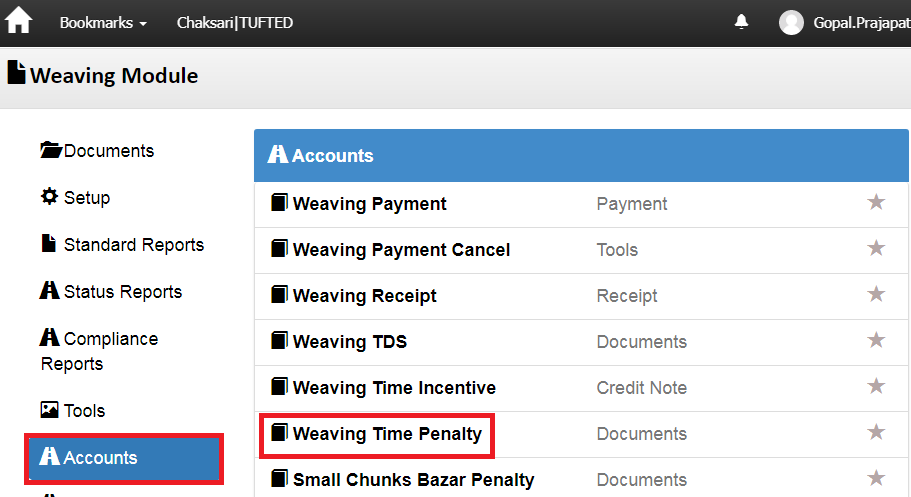 Bookmarks Chaksari|TUFTED Gopal.Prajapat
Weaving Module
Documents
Setup
Standard Reports
Status Reports
Compliance
Reports
Tools
Accounts
Accounts
Weaving Payment Payment
Weaving Payment Cancel Tools
Weaving Receipt Receipt
Weaving TDS Documents
Weaving Time Incentive Credit Note
Weaving Time Penalty Documents
Small Chunks Bazar Penalty Documents